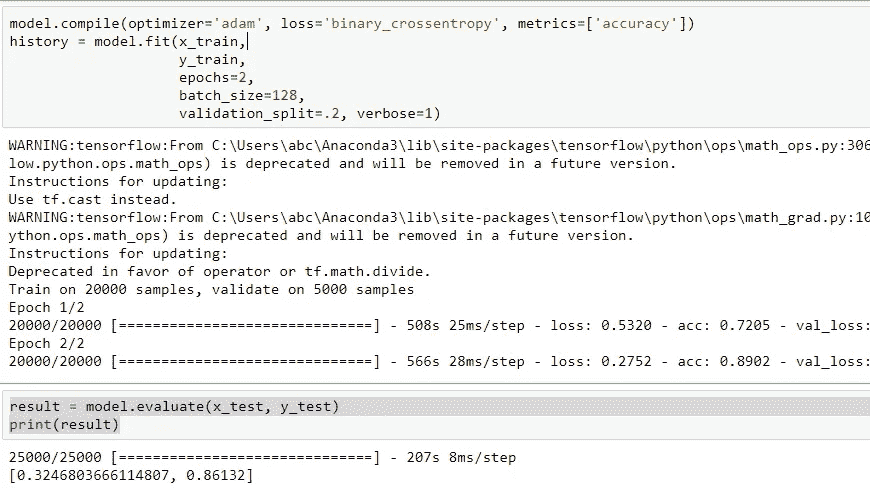 model.compile(optimizer='adam', loss='binary_crossentropy', metrics=['accuracy'])
history = model.fit(x_train,
y_train,
epochs=2,
batch_size=128,
validation_split=.2, verbose=1)
WARNING:tensorflow:From C:\Users\abc\Anaconda3\lib\site-packages\tensorflow\python\ops\math_ops.py:306
low.python.ops.math_ops) is deprecated and will be removed in a future version.
Instructions for updating:
Use tf.cast instead.
WARNING:tensorflow:From C:\Users\abc\Anaconda3\lib\site-packages\tensorflow\python\ops\math_grad.py:10
ython.ops.math_ops) is deprecated and will be removed in a future version.
Instructions for updating:
Deprecated in favor of operator or tf.math.divide.
Train on 20000 samples, validate on 5000 samples
Epoch 1/2
20000/20000 [==============================] - 508s 25ms/step - loss: 0.5320 - acc: 0.7205 - val_loss:
Epoch 2/2
20000/20000 [==============================] - 566s 28ms/step - loss: 0.2752 - acc: 0.8902 - val_loss:
result = model.evaluate(x_test, y_test)
print(result)
25000/25000 [==============================] - 207s 8ms/step
[0.3246803666114807, 0.86132]